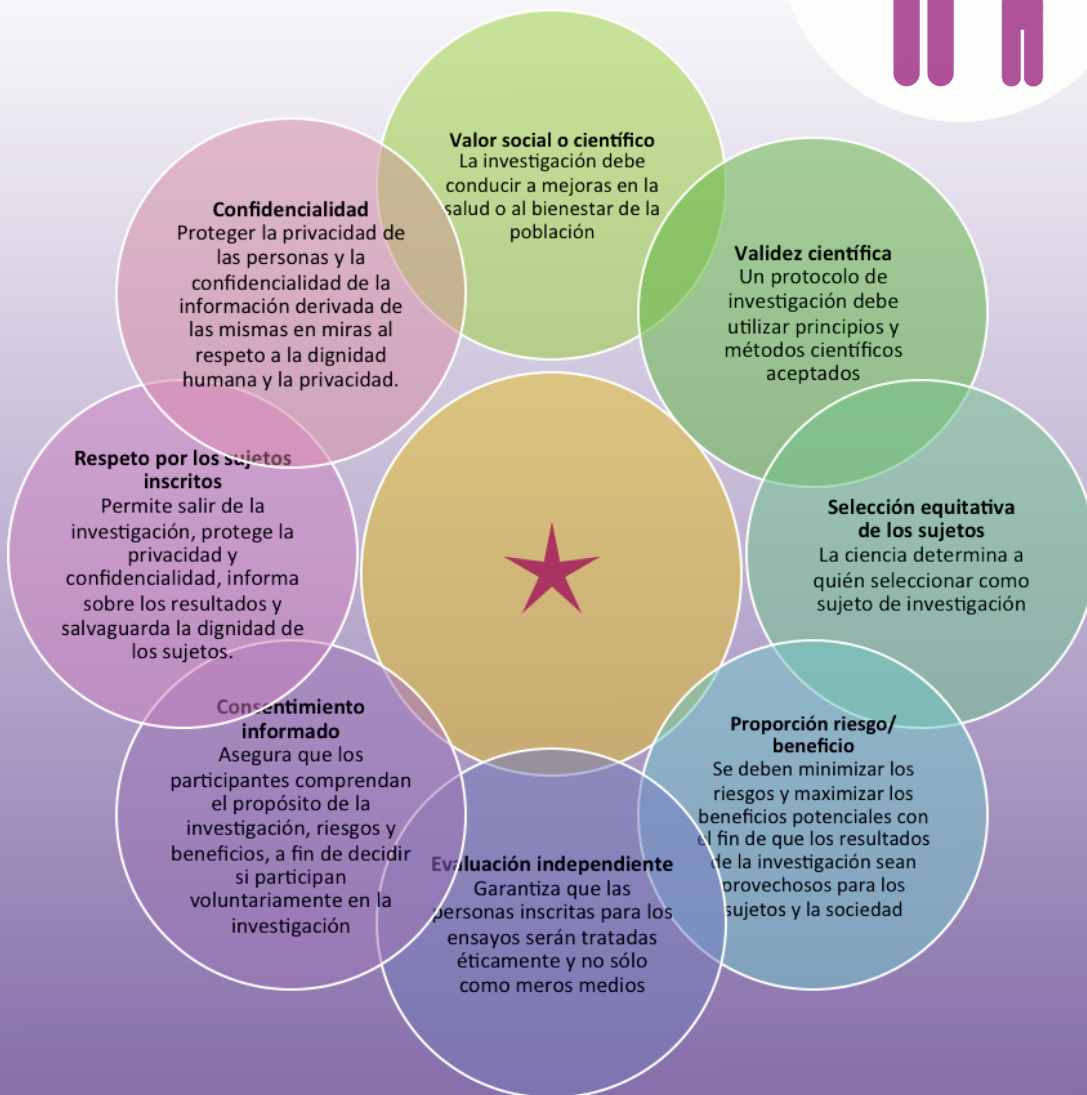 Valor social o científico
La investigación debe
conducir a mejoras en la
salud o al bienestar de la
población
Validez científica
Un protocolo de
investigación debe
utilizar principios y
métodos científicos
aceptados
Selección equitativa
de los sujetos
La ciencia determina a
quién seleccionar como
sujeto de investigación
Proporción riesgo/
beneficio
Se deben minimizar los
riesgos y maximizar los
beneficios potenciales con
el fin de que los resultados
de la investigación sean
provechosos para los
sujetos y la sociedad
Evaluación independiente
Garantiza que las
personas inscritas para los
ensayos serán tratadas
éticamente y no sólo
como meros medios
Consentimiento
informado
Asegura que los
participantes comprendan
el propósito de la
investigación, riesgos y
beneficios, a fin de decidir
si participan
voluntariamente en la
investigación
Respeto por los sujetos
inscritos
Permite salir de la
investigación, protege la
privacidad y
confidencialidad, informa
sobre los resultados y
salvaguarda la dignidad de
los sujetos.
Confidencialidad
Proteger la privacidad de
las personas y la
confidencialidad de la
información derivada de
las mismas en miras al
respeto a la dignidad
humana y la privacidad.